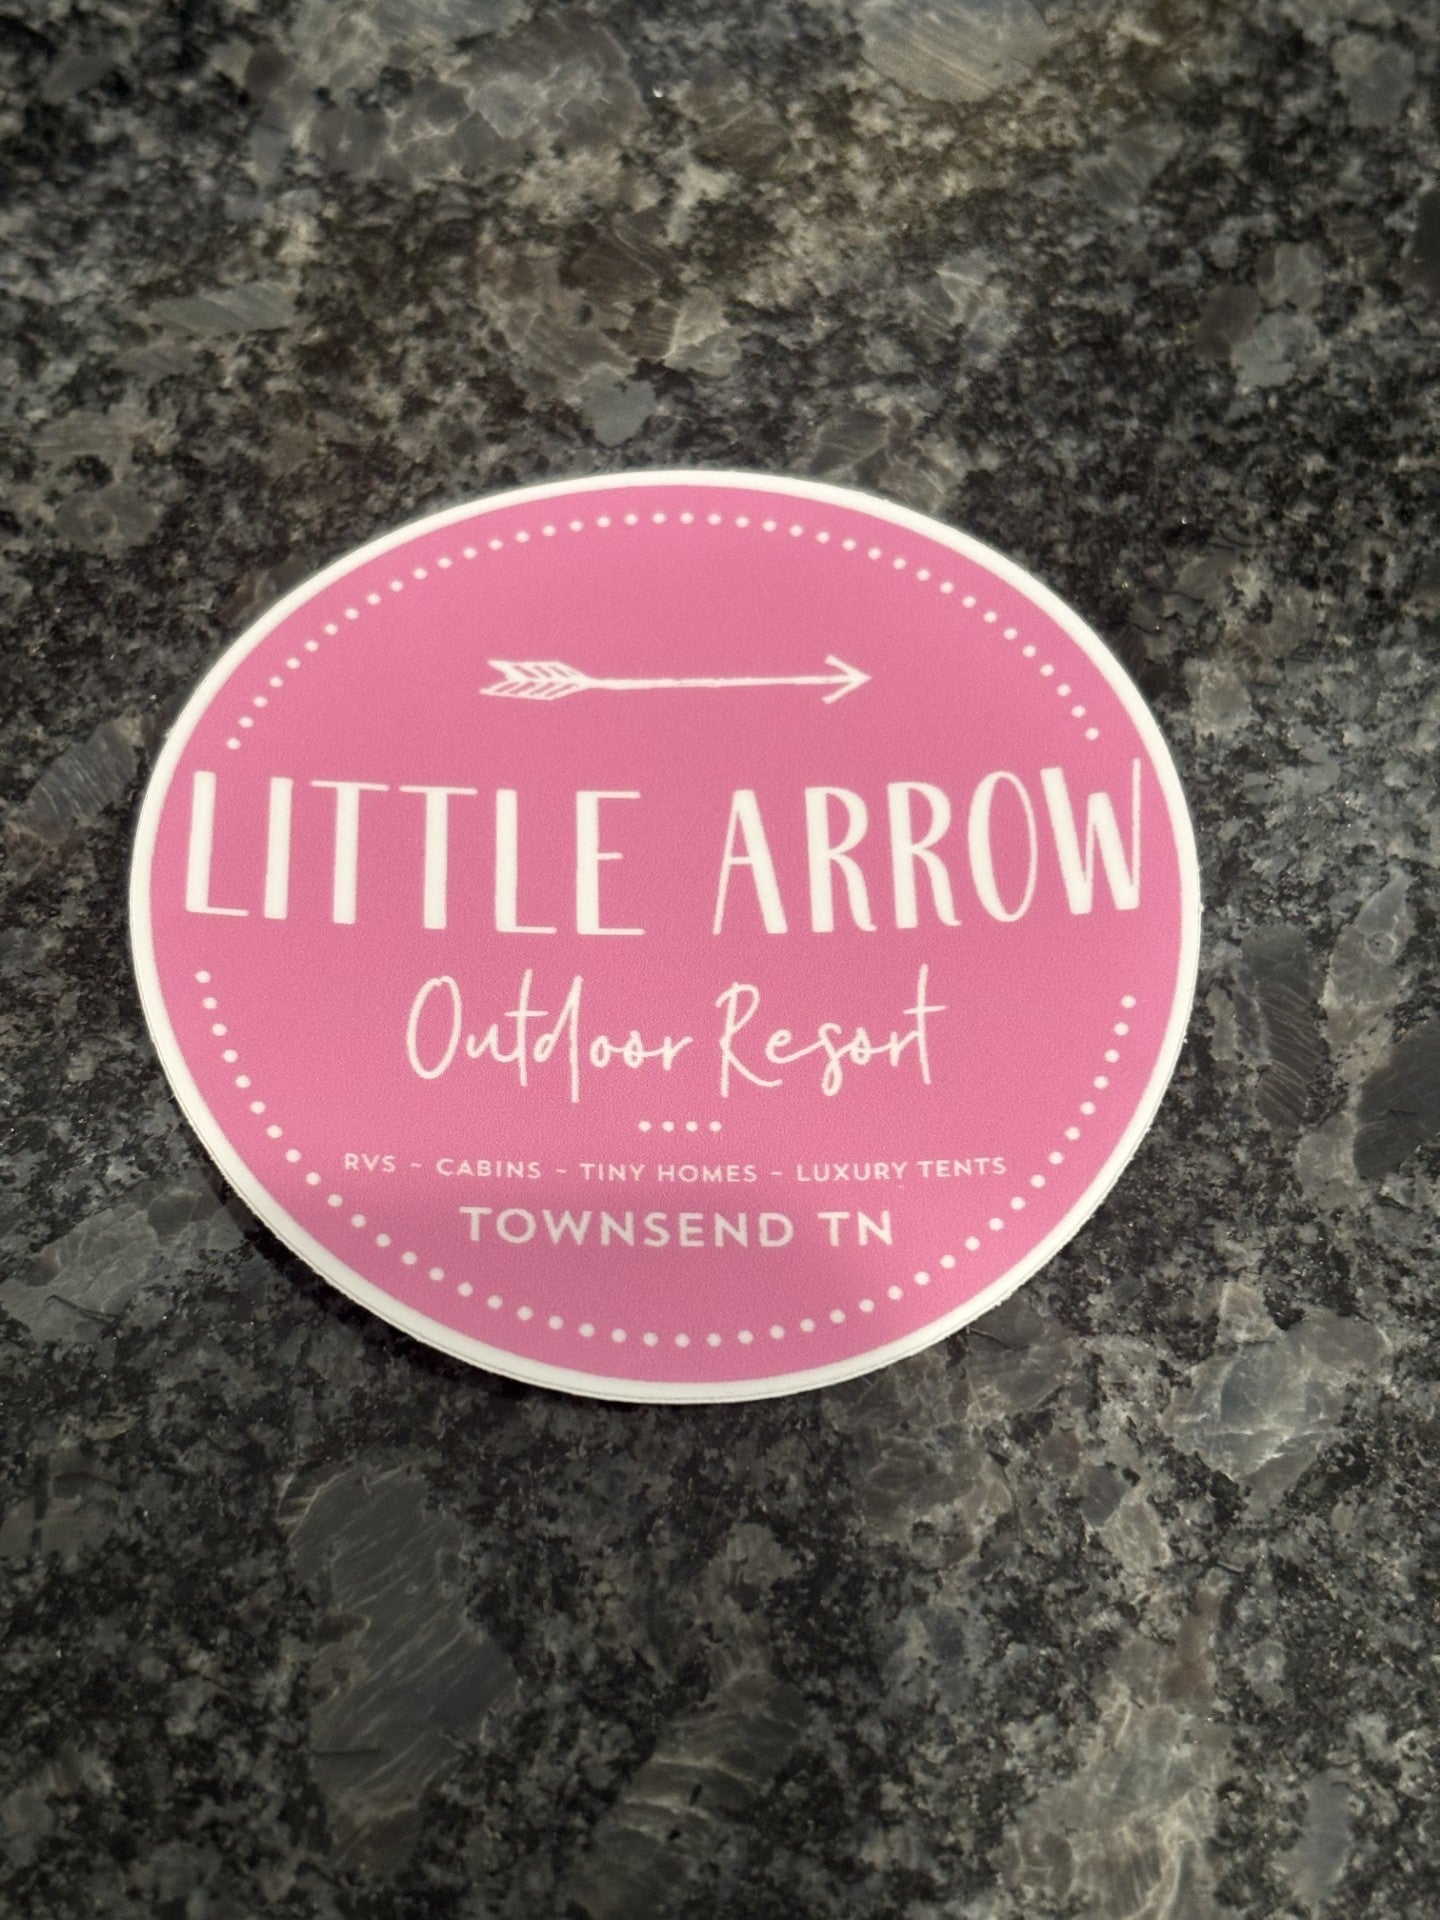 LITTLE ARROW
Outdoor Resort
RVS ~ CABINS ~ TINY HOMES ~ LUXURY TENTS
TOWNSEND TN